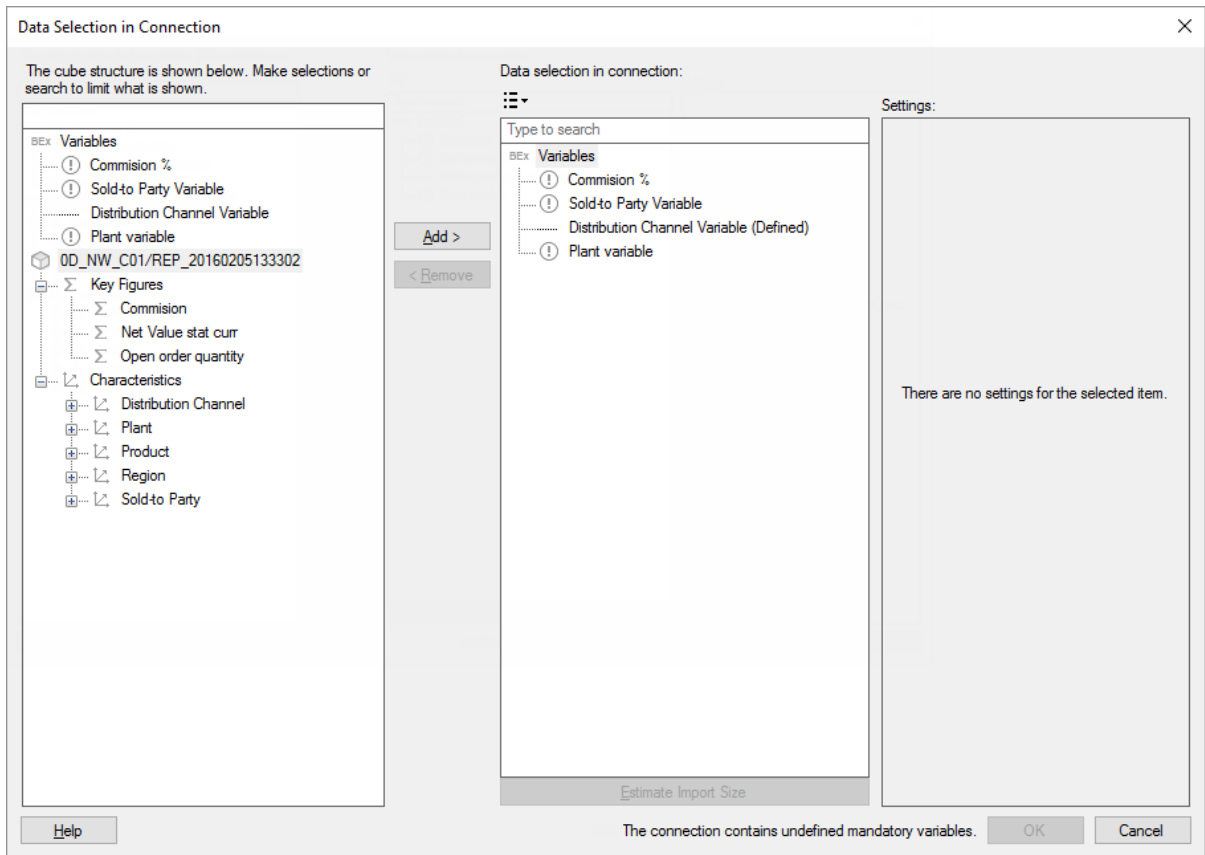 Data Selection in Connection
The cube structure is shown below. Make selections or
search to limit what is shown.
BEx Variables
Commision %
Sold-to Party Variable
Distribution Channel Variable
Plant variable
0D_NW_C01/REP_20160205133302
Key Figures
Commision
Net Value stat curr
Open order quantity
Characteristics
Distribution Channel
Plant
Product
Region
Sold-to Party
Add >
< Remove
Data selection in connection:
Type to search
BEx Variables
Commision %
Sold-to Party Variable
Distribution Channel Variable (Defined)
Plant variable
Estimate Import Size
Settings:
There are no settings for the selected item.
Help
The connection contains undefined mandatory variables.
OK
Cancel